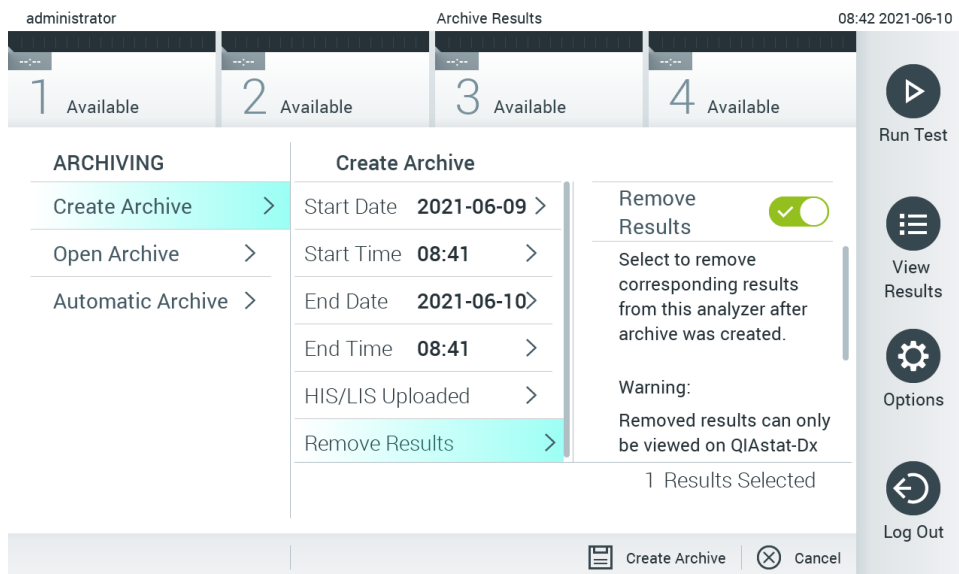 administrator Archive Results 08:42 2021-06-10
--:-- --:-- --:-- --:--
1 Available 2 Available 3 Available 4 Available
Run Test
ARCHIVING
Create Archive
Open Archive
Automatic Archive
Create Archive
Start Date 2021-06-09
Start Time 08:41
End Date 2021-06-10
End Time 08:41
HIS/LIS Uploaded
Remove Results
Remove
Results
Select to remove
corresponding results
from this analyzer after
archive was created.
Warning:
Removed results can only
be viewed on QIAstat-Dx
1 Results Selected
View
Results
Options
Log Out
Create Archive Cancel